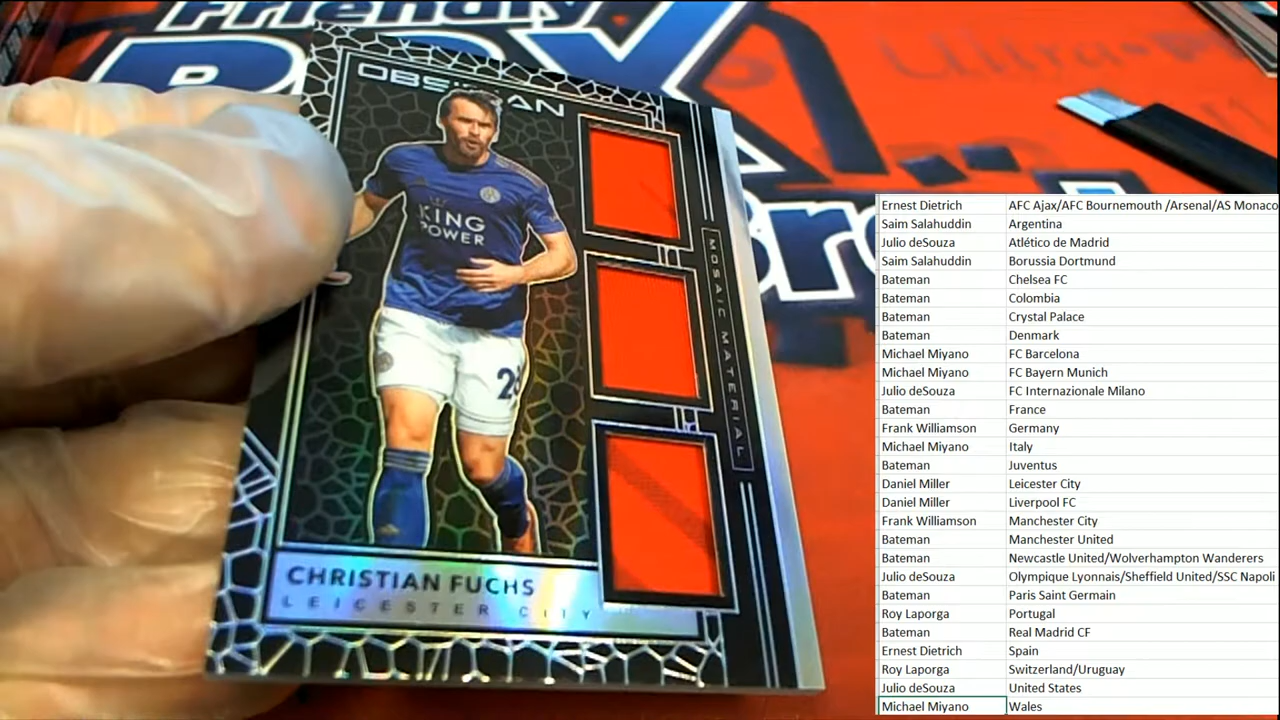 Friendly
OBSIDIAN
KING
POWER
28
MOSAIC MATERIAL
CHRISTIAN FUCHS
LEICESTER CITY
Ernest Dietrich AFC Ajax/AFC Bournemouth /Arsenal/AS Monaco
Saim Salahuddin Argentina
Julio deSouza Atlético de Madrid
Saim Salahuddin Borussia Dortmund
Bateman Chelsea FC
Bateman Colombia
Bateman Crystal Palace
Bateman Denmark
Michael Miyano FC Barcelona
Michael Miyano FC Bayern Munich
Julio deSouza FC Internazionale Milano
Bateman France
Frank Williamson Germany
Michael Miyano Italy
Bateman Juventus
Daniel Miller Leicester City
Daniel Miller Liverpool FC
Frank Williamson Manchester City
Bateman Manchester United
Bateman Newcastle United/Wolverhampton Wanderers
Julio deSouza Olympique Lyonnais/Sheffield United/SSC Napoli
Bateman Paris Saint Germain
Roy Laporga Portugal
Bateman Real Madrid CF
Ernest Dietrich Spain
Roy Laporga Switzerland/Uruguay
Julio deSouza United States
Michael Miyano Wales